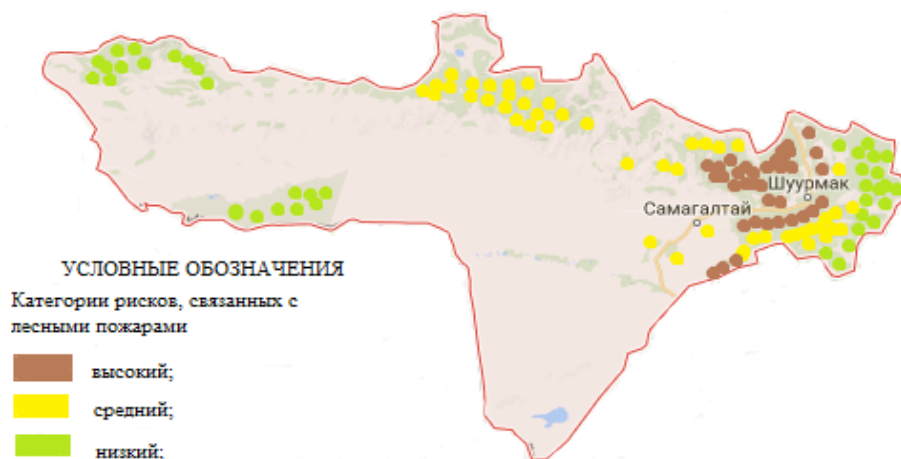 Шуурмак
Самагалтай
УСЛОВНЫЕ ОБОЗНАЧЕНИЯ
Категории рисков, связанных с
лесными пожарами
высокий;
средний;
низкий;